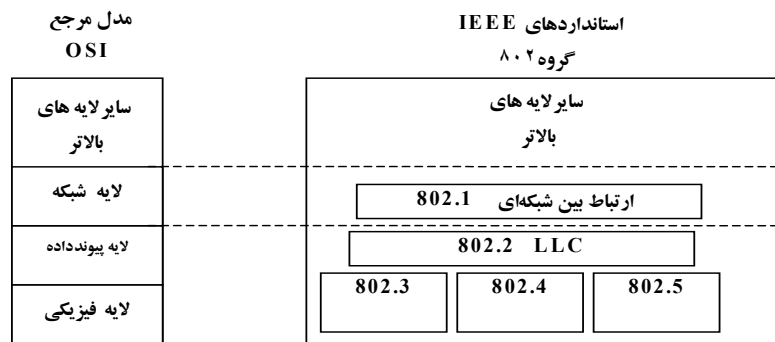 مدل مرجع
OSI
استانداردهای IEEE
گروه ۸۰۲
سایر لایه های
بالاتر
سایر لایه های
بالاتر
لایه شبکه
802.1 ارتباط بین شبکه‌ای
لایه پیوندداده
802.2 LLC
802.3
802.4
802.5
لایه فیزیکی